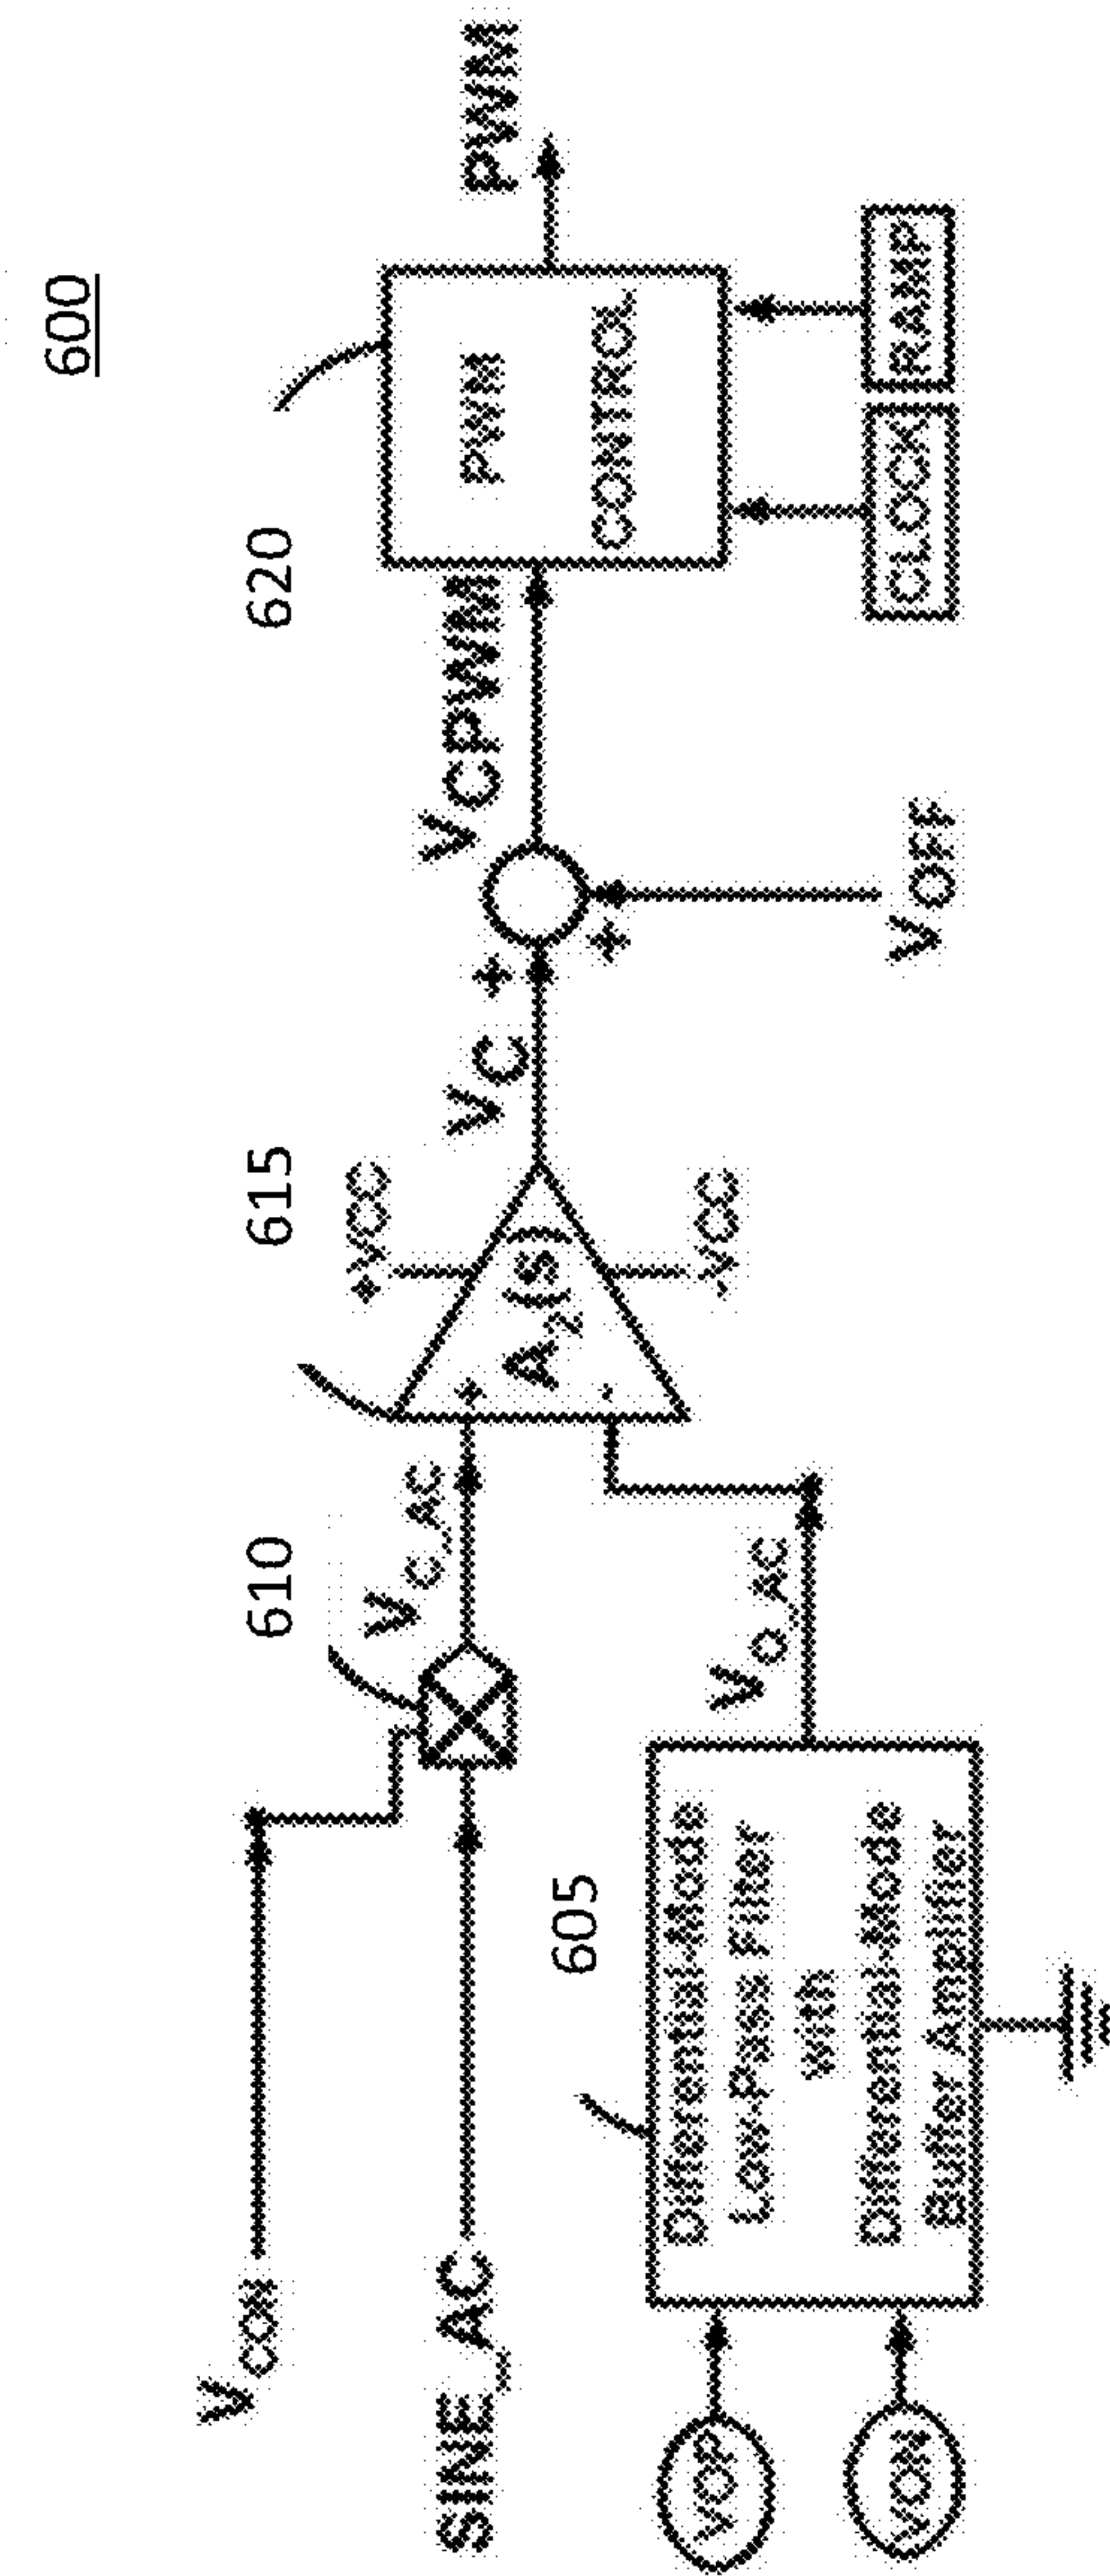 600
PWM
620
PWM
CONTROL
RAMP
CLOCK
VCPWM
VOFF
VC
+
+
615
+VCC
-VCC
A2(S)
+
-
610
VC_AC
VO_AC
605
VCON
SINE_AC
Differential-Mode
Low-Pass Filter
with
Differential-Mode
Buffer Amplifier
VOP
VON